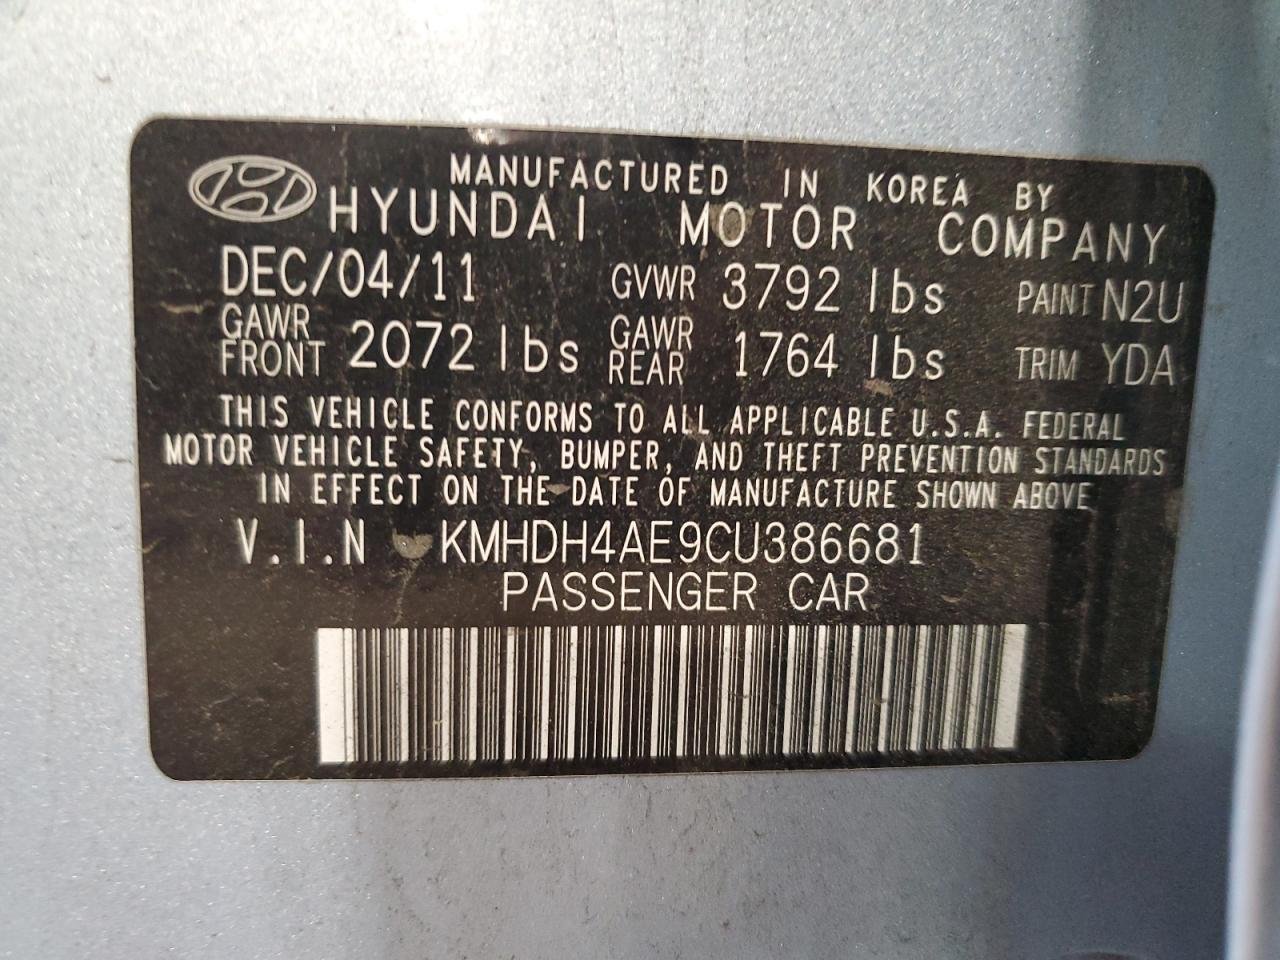 MANUFACTURED IN KOREA BY
HYUNDAI MOTOR COMPANY
DEC/04/11 GVWR 3792 lbs PAINT N2U
GAWR FRONT 2072 lbs GAWR REAR 1764 lbs TRIM YDA
THIS VEHICLE CONFORMS TO ALL APPLICABLE U.S.A. FEDERAL
MOTOR VEHICLE SAFETY, BUMPER, AND THEFT PREVENTION STANDARDS
IN EFFECT ON THE DATE OF MANUFACTURE SHOWN ABOVE
V.I.N KMHDH4AE9CU386681
PASSENGER CAR